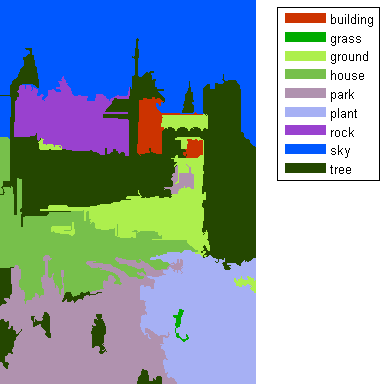 building
grass
ground
house
park
plant
rock
sky
tree